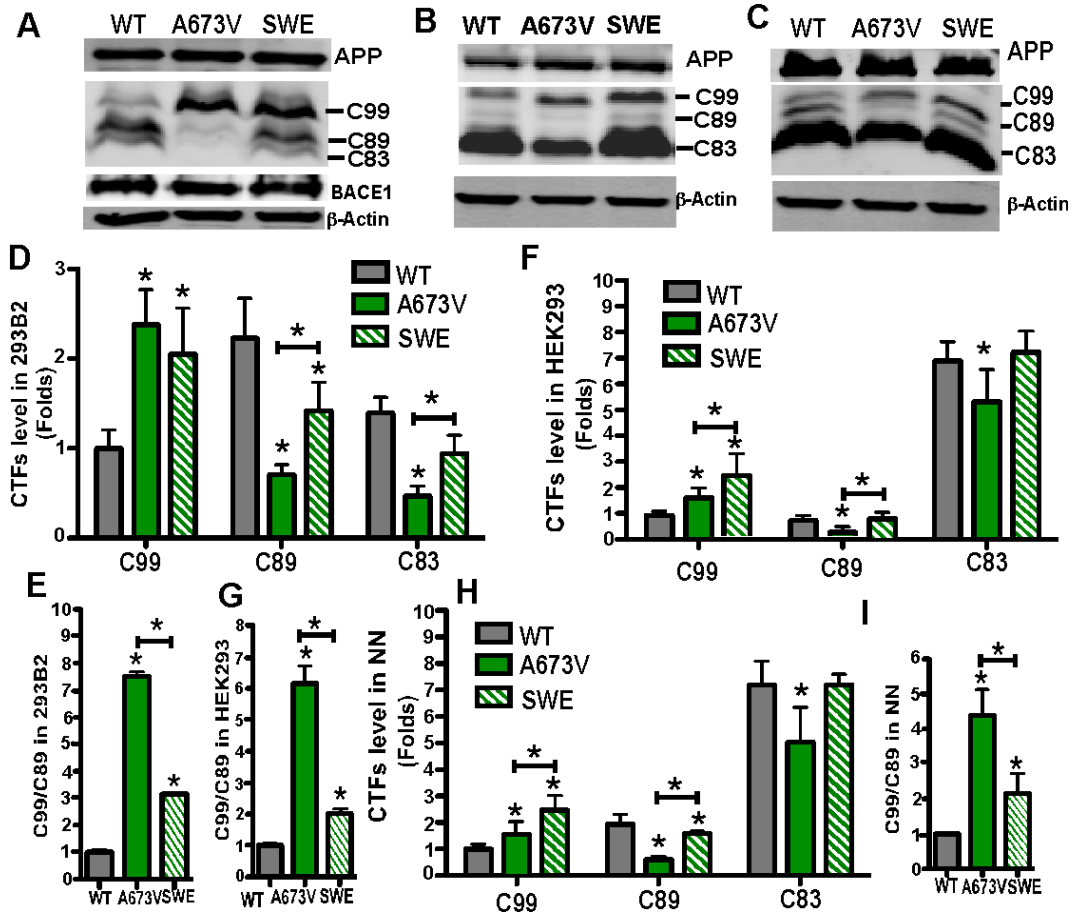 A
WT A673V SWE
APP
C99
C89
C83
BACE1
β-Actin
B
WT A673V SWE
APP
C99
C89
C83
β-Actin
C
WT A673V SWE
APP
C99
C89
C83
β-Actin
D
CTFs level in 293B2
(Folds)
3
2
1
0
WT
A673V
SWE
* *
* * *
*
* *
C99 C89 C83
F
CTFs level in HEK293
(Folds)
10
9
8
7
6
5
4
3
2
1
0
WT
A673V
SWE
*
* *
*
*
*
C99 C89 C83
E
C99/C89 in 293B2
10
9
8
7
6
5
4
3
2
1
0
*
*
*
WT A673V SWE
G
C99/C89 in HEK293
8
7
6
5
4
3
2
1
0
*
*
*
WT A673V SWE
H
CTFs level in NN
(Folds)
10
9
8
7
6
5
4
3
2
1
0
WT
A673V
SWE
*
* *
*
* *
*
C99 C89 C83
I
C99/C89 in NN
6
5
4
3
2
1
0
*
*
*
WT A673V SWE